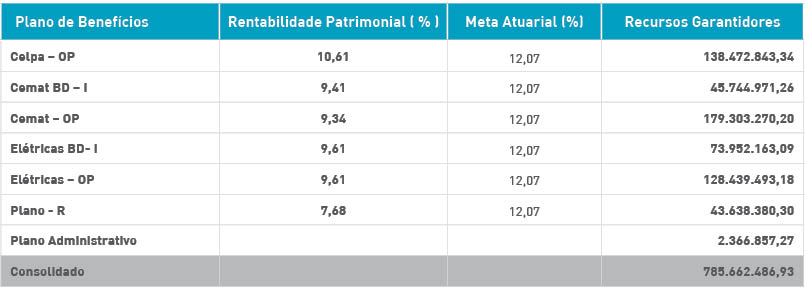 Plano de Benefícios Rentabilidade Patrimonial ( % ) Meta Atuarial (%) Recursos Garantidores
Celpa – OP 10,61 12,07 138.472.843,34
Cemat BD – I 9,41 12,07 45.744.971,26
Cemat – OP 9,34 12,07 179.303.270,20
Elétricas BD- I 9,61 12,07 73.952.163,09
Elétricas – OP 9,61 12,07 128.439.493,18
Plano - R 7,68 12,07 43.638.380,30
Plano Administrativo 2.366.857,27
Consolidado 785.662.486,93